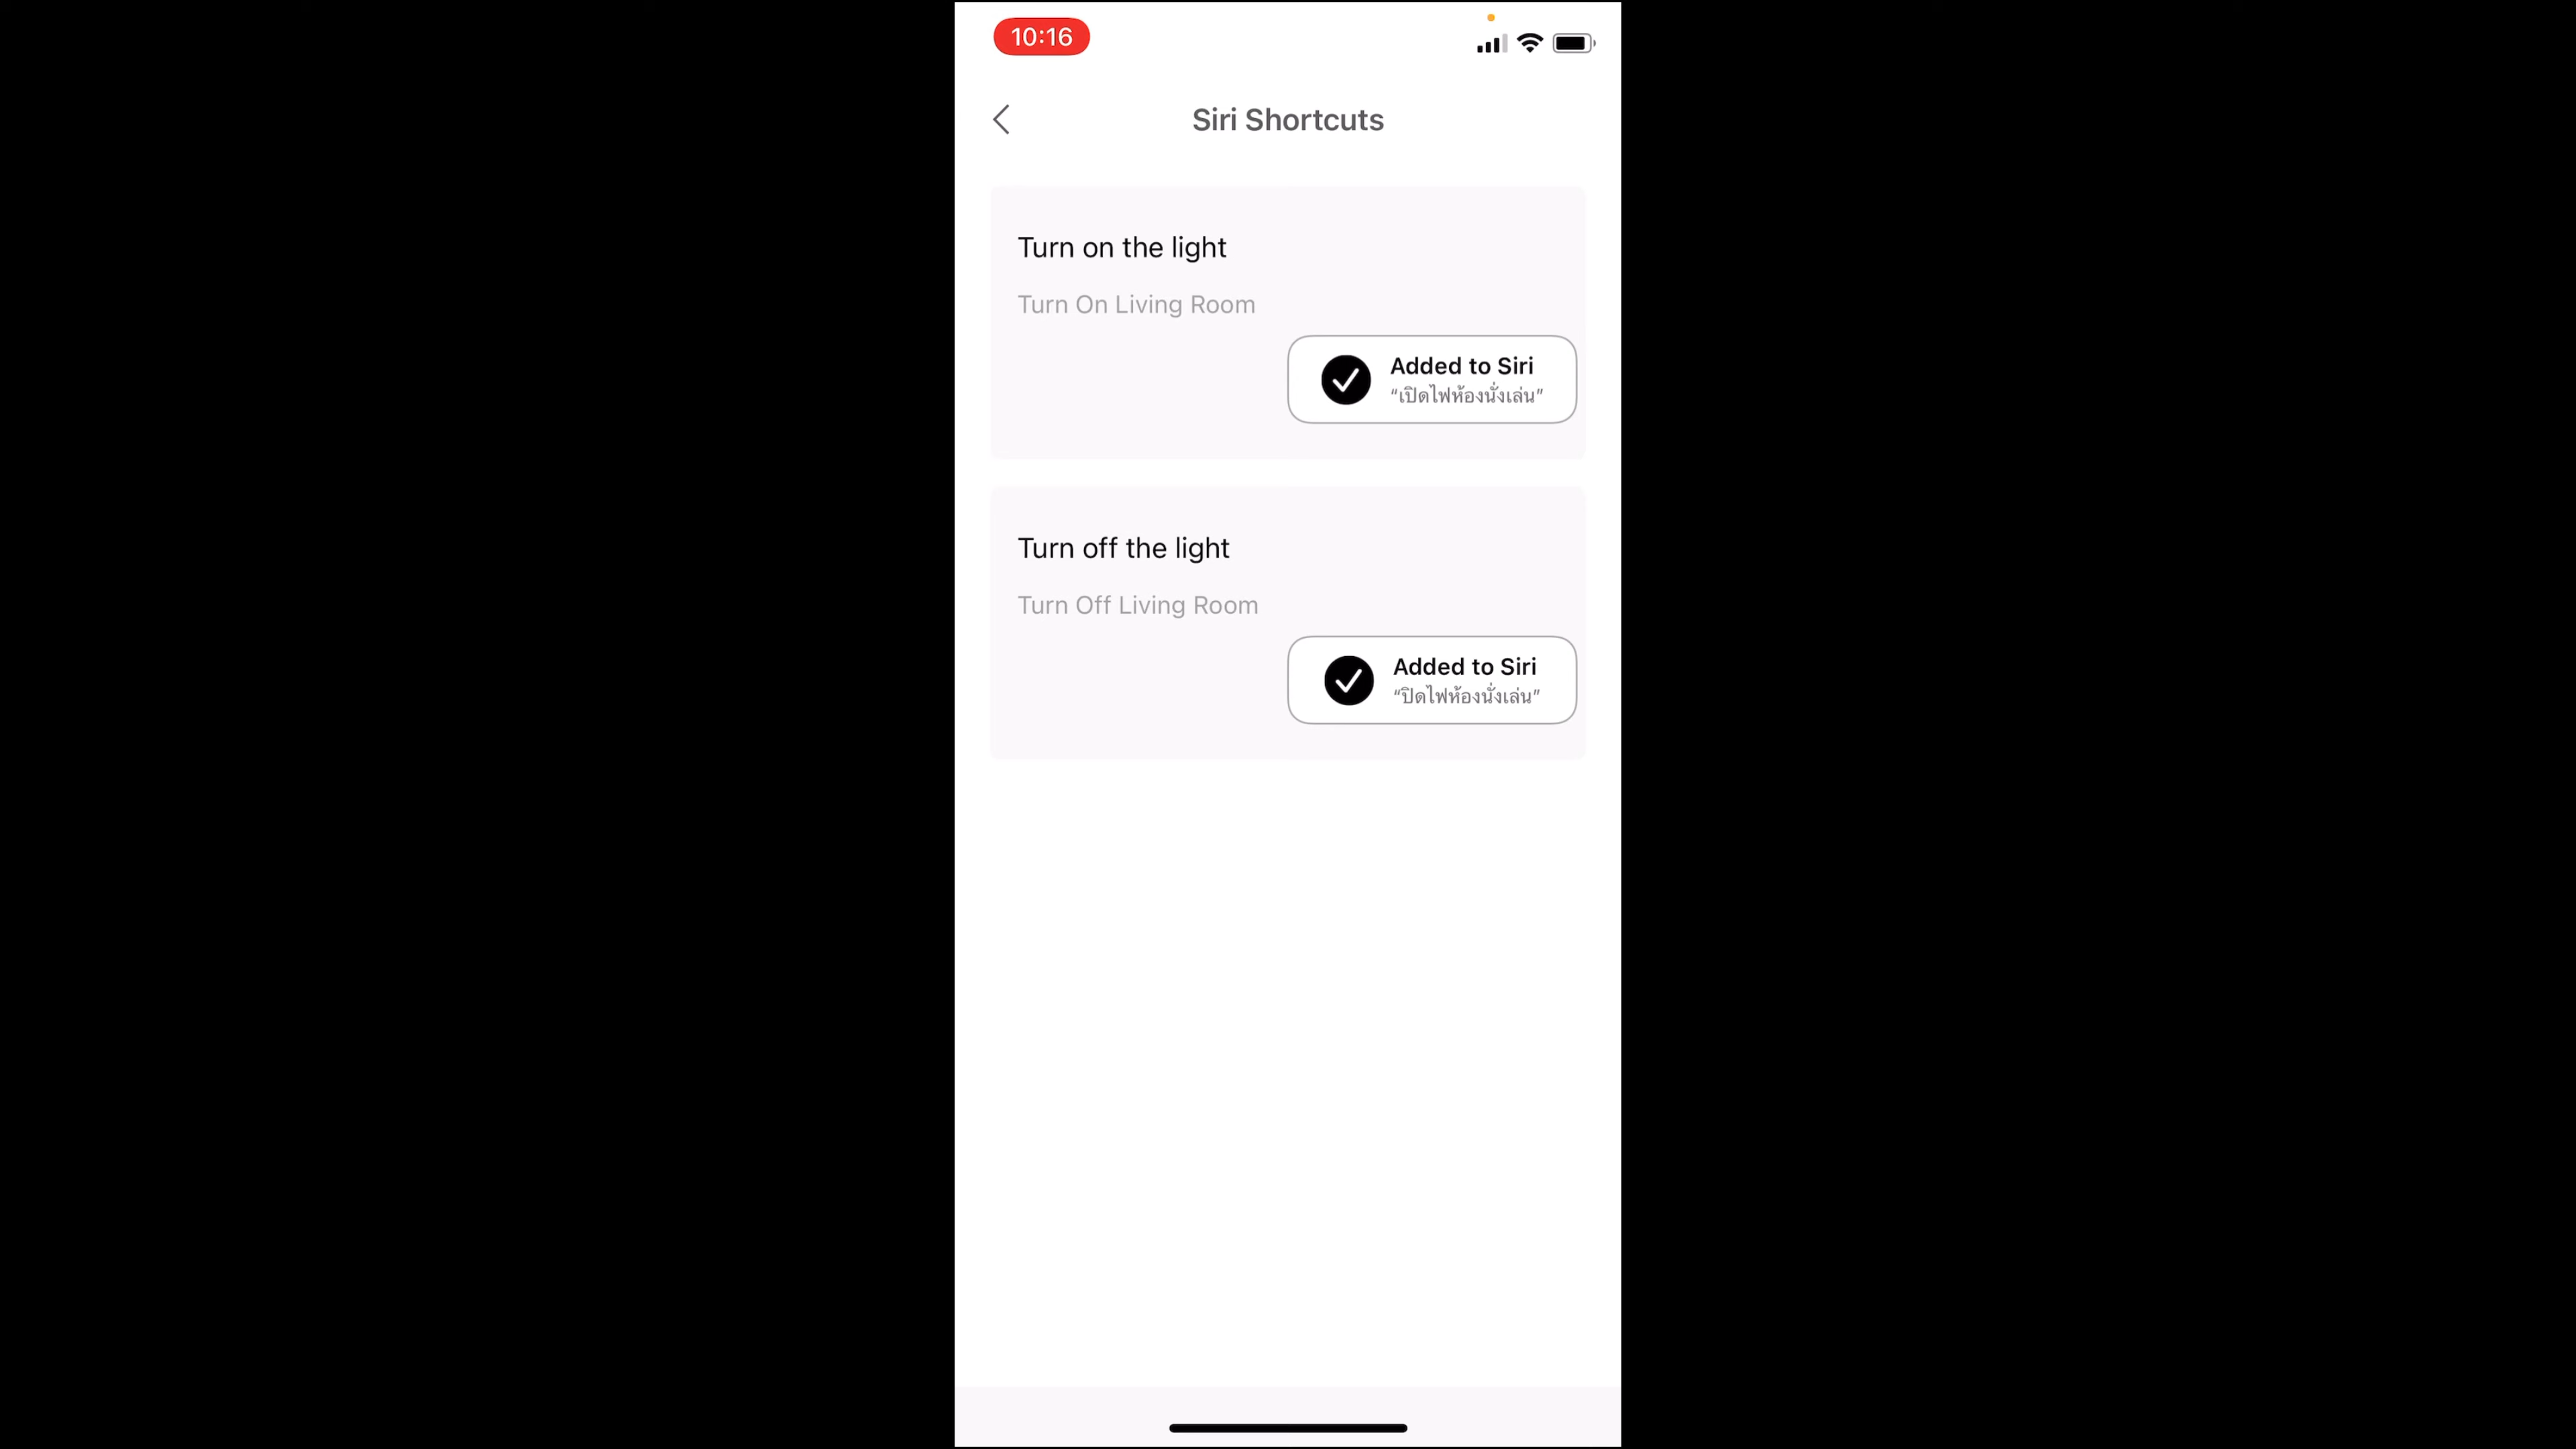 10:16
Siri Shortcuts
Turn on the light
Turn On Living Room
Added to Siri
“เปิดไฟห้องนั่งเล่น”
Turn off the light
Turn Off Living Room
Added to Siri
“ปิดไฟห้องนั่งเล่น”